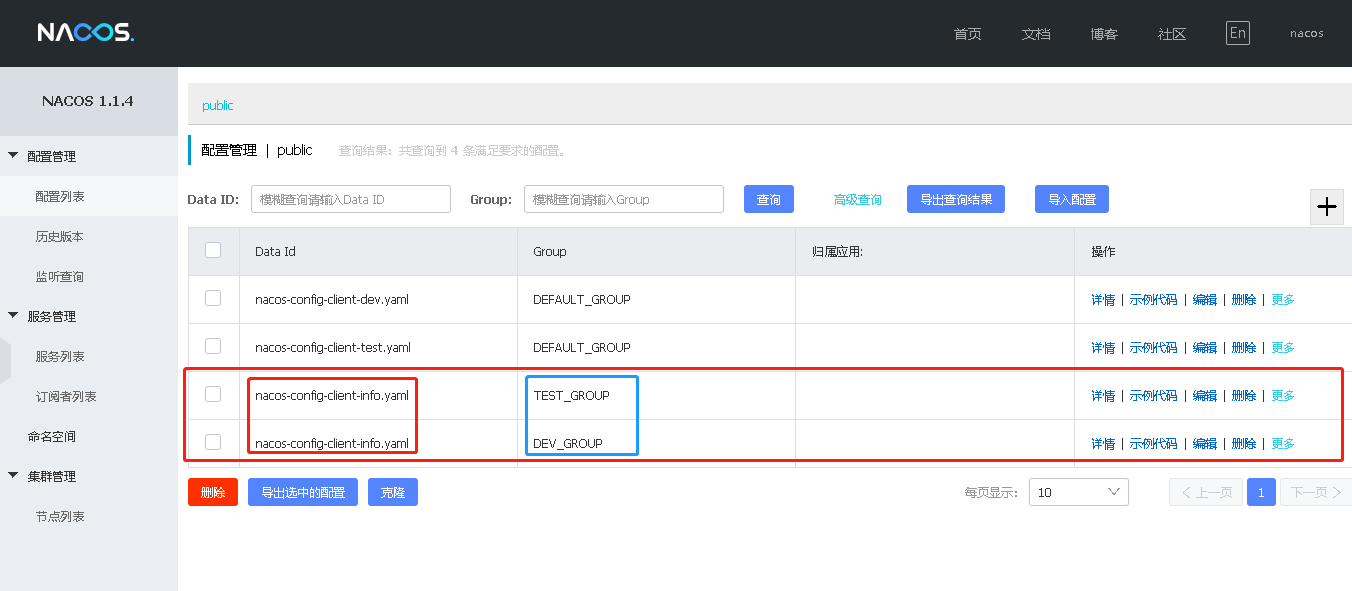 NACOS.
首页 文档 博客 社区 En nacos
NACOS 1.1.4
配置管理
配置列表
历史版本
监听查询
服务管理
服务列表
订阅者列表
命名空间
集群管理
节点列表
public
配置管理 | public 查询结果：共查询到 4 条满足要求的配置。
Data ID: 模糊查询请输入Data ID Group: 模糊查询请输入Group 查询 高级查询 导出查询结果 导入配置
Data Id Group 归属应用: 操作
nacos-config-client-dev.yaml DEFAULT_GROUP 详情 | 示例代码 | 编辑 | 删除 | 更多
nacos-config-client-test.yaml DEFAULT_GROUP 详情 | 示例代码 | 编辑 | 删除 | 更多
nacos-config-client-info.yaml TEST_GROUP 详情 | 示例代码 | 编辑 | 删除 | 更多
nacos-config-client-info.yaml DEV_GROUP 详情 | 示例代码 | 编辑 | 删除 | 更多
删除 导出选中的配置 克隆 每页显示: 10 上一页 1 下一页